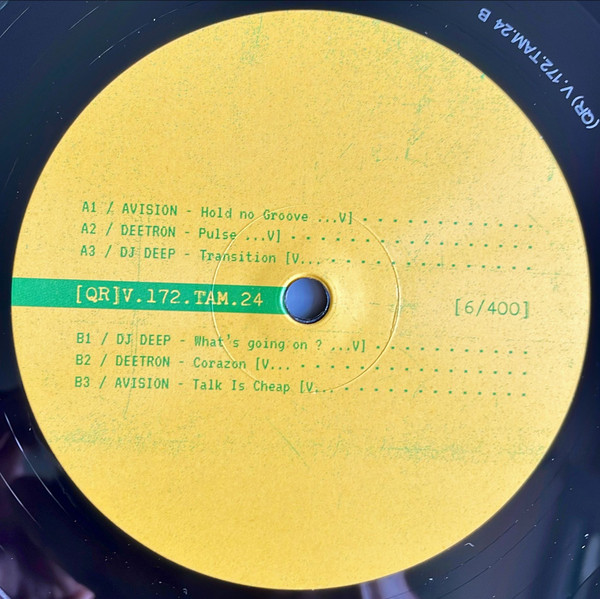 (QR)V.172.TAM.24 B
A1 / AVISION - Hold no Groove ...V] . . . . . . . . . . .
A2 / DEETRON - Pulse ...V] . . . . . . . . . . . . . . .
A3 / DJ DEEP - Transition [V... . . . . . . . . . . . . .
[QR]V.172.TAM.24
[6/400]
B1 / DJ DEEP - What's going on ? ...V] . . . . . . . . . .
B2 / DEETRON - Corazon [V... . . . . . . . . . . . . . . .
B3 / AVISION - Talk Is Cheap [V... . . . . . . . . . . . .